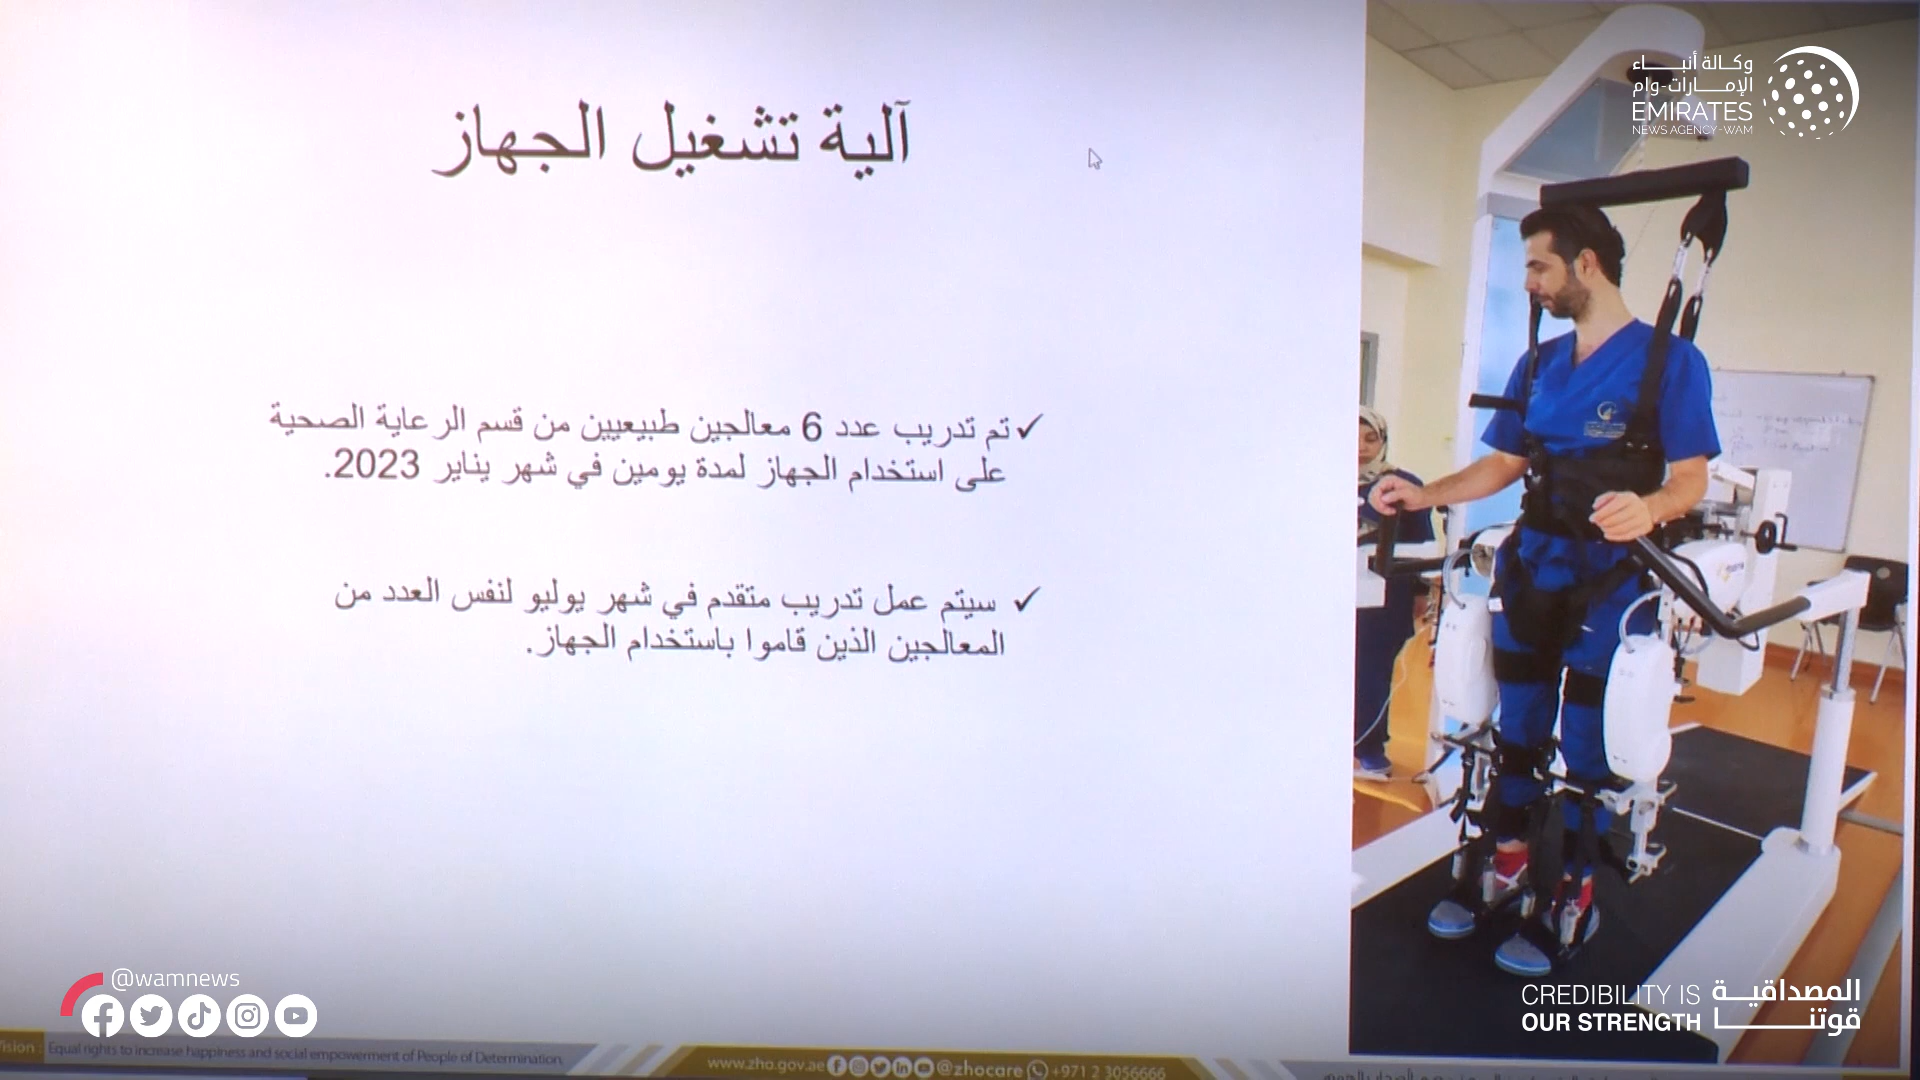 وكالة أنباء
الإمارات-وام
EMIRATES
NEWS AGENCY-WAM
آلية تشغيل الجهاز
✓ تم تدريب عدد 6 معالجين طبيعيين من قسم الرعاية الصحية
على استخدام الجهاز لمدة يومين في شهر يناير 2023.
✓ سيتم عمل تدريب متقدم في شهر يوليو لنفس العدد من
المعالجين الذين قاموا باستخدام الجهاز.
@wamnews
CREDIBILITY IS
OUR STRENGTH
المصداقية
قوتنا
Vision : Equal rights to increase happiness and social empowerment of People of Determination.
www.zho.gov.ae @zhocare +971 2 3056666